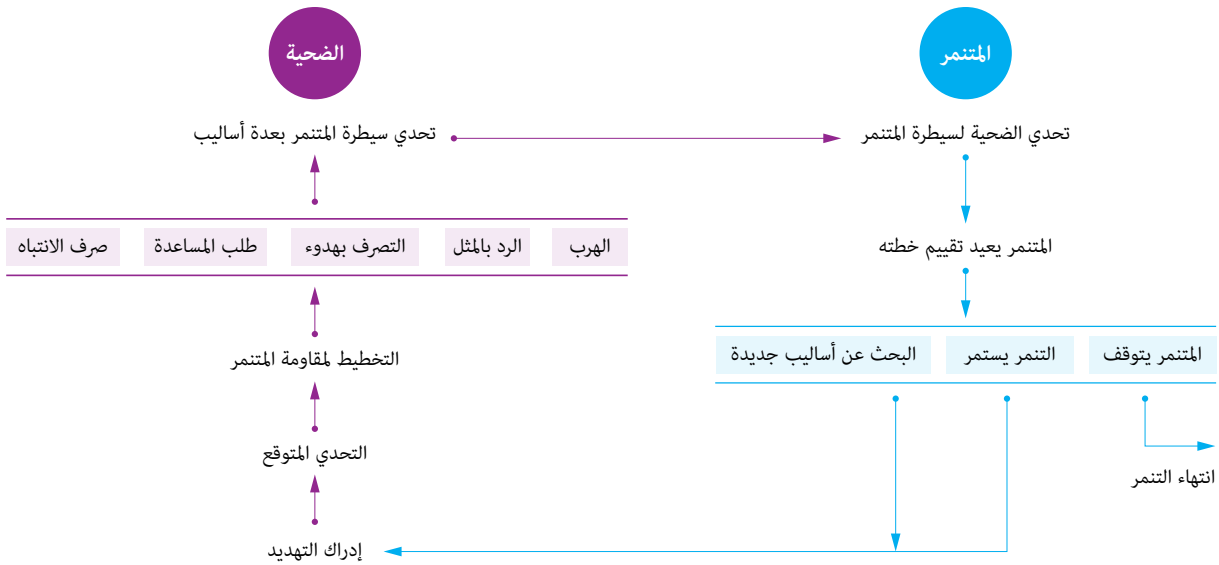 المتنمر
الضحية
تحدي الضحية لسيطرة المتنمر
تحدي سيطرة المتنمر بعدة أساليب
المتنمر يعيد تقييم خطته
الهرب
الرد بالمثل
التصرف بهدوء
طلب المساعدة
صرف الانتباه
المتنمر يتوقف
التنمر يستمر
البحث عن أساليب جديدة
التخطيط لمقاومة المتنمر
التحدي المتوقع
انتهاء التنمر
إدراك التهديد